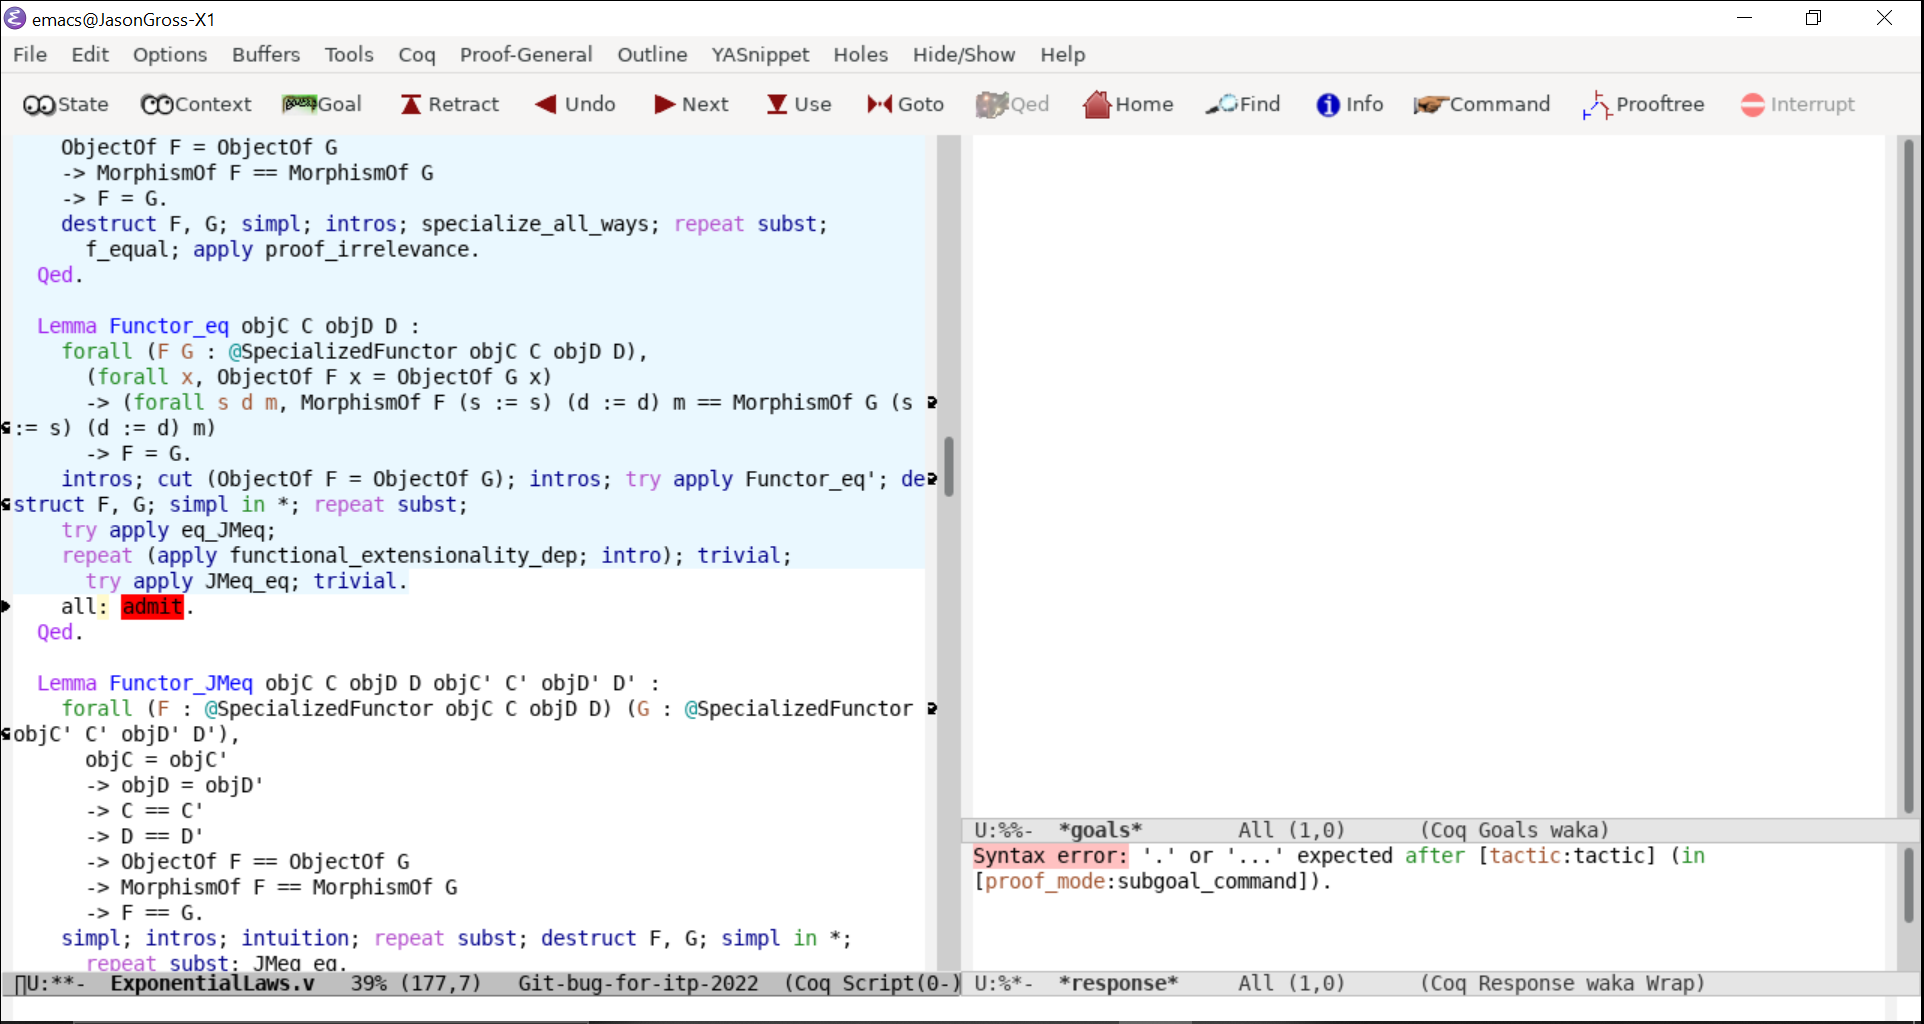 emacs@JasonGross-X1
File Edit Options Buffers Tools Coq Proof-General Outline YASnippet Holes Hide/Show Help
State Context Goal Retract Undo Next Use Goto Qed Home Find Info Command Prooftree Interrupt
ObjectOf F = ObjectOf G
-> MorphismOf F == MorphismOf G
-> F = G.
destruct F, G; simpl; intros; specialize_all_ways; repeat subst;
f_equal; apply proof_irrelevance.
Qed.
Lemma Functor_eq objC C objD D :
forall (F G : @SpecializedFunctor objC C objD D),
(forall x, ObjectOf F x = ObjectOf G x)
-> (forall s d m, MorphismOf F (s := s) (d := d) m == MorphismOf G (s
:= s) (d := d) m)
-> F = G.
intros; cut (ObjectOf F = ObjectOf G); intros; try apply Functor_eq'; de
struct F, G; simpl in *; repeat subst;
try apply eq_JMeq;
repeat (apply functional_extensionality_dep; intro); trivial;
try apply JMeq_eq; trivial.
all: admit.
Qed.
Lemma Functor_JMeq objC C objD D objC' C' objD' D' :
forall (F : @SpecializedFunctor objC C objD D) (G : @SpecializedFunctor
objC' C' objD' D'),
objC = objC'
-> objD = objD'
-> C == C'
-> D == D'
-> ObjectOf F == ObjectOf G
-> MorphismOf F == MorphismOf G
-> F == G.
simpl; intros; intuition; repeat subst; destruct F, G; simpl in *;
repeat subst; JMeq_eq.
U:**- ExponentialLaws.v 39% (177,7) Git-bug-for-itp-2022 (Coq Script(0-)
U:%%- *goals* All (1,0) (Coq Goals waka)
Syntax error: '.' or '...' expected after [tactic:tactic] (in
[proof_mode:subgoal_command]).
U:%*- *response* All (1,0) (Coq Response waka Wrap)